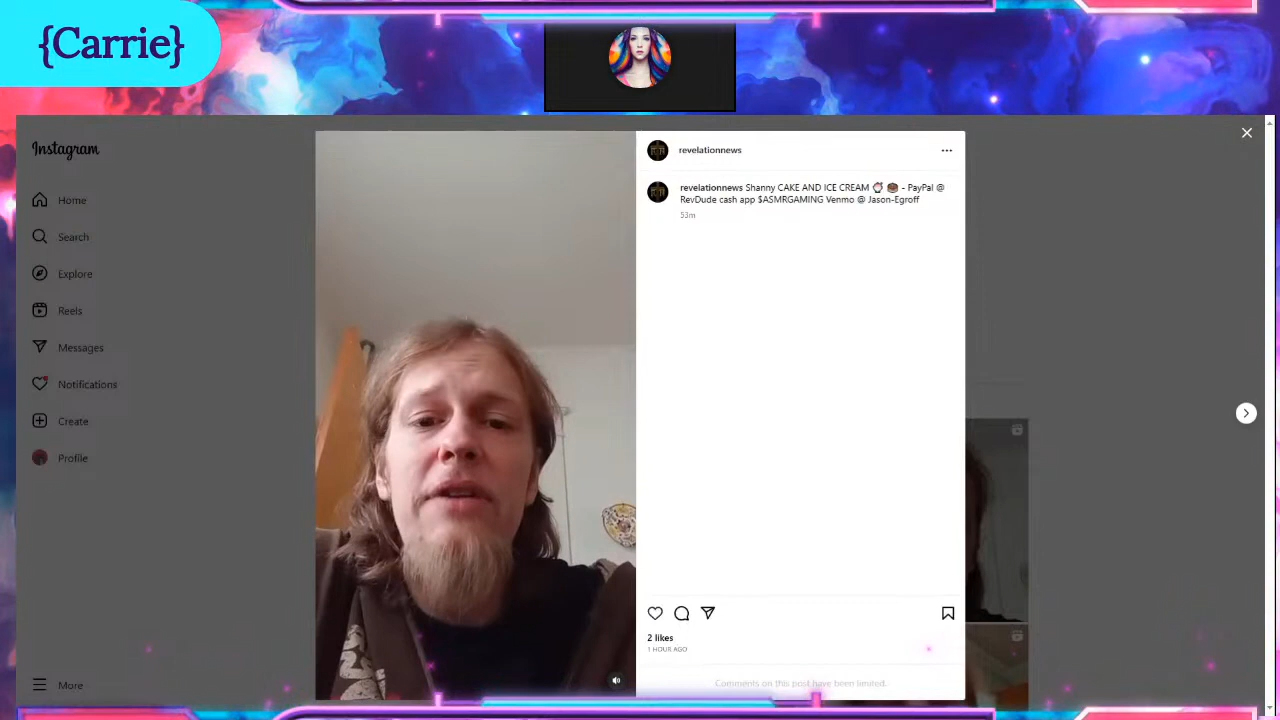 {Carrie}
Instagram
Home
Search
Explore
Reels
Messages
Notifications
Create
Profile
More
revelationnews
revelationnews Shanny CAKE AND ICE CREAM 🍨 🍩 - PayPal @
RevDude cash app $ASMRGAMING Venmo @ Jason-Egroff
53m
2 likes
1 HOUR AGO
Comments on this post have been limited.